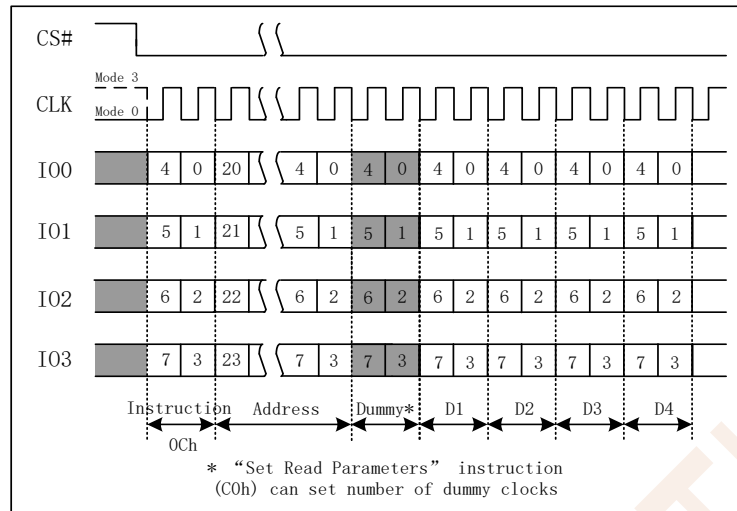 CS#
Mode 3
CLK
Mode 0
IO0 4 0 20 4 0 4 0 4 0 4 0 4 0 4 0
IO1 5 1 21 5 1 5 1 5 1 5 1 5 1 5 1
IO2 6 2 22 6 2 6 2 6 2 6 2 6 2 6 2
IO3 7 3 23 7 3 7 3 7 3 7 3 7 3 7 3
Instruction Address Dummy* D1 D2 D3 D4
0Ch
* “Set Read Parameters” instruction
(C0h) can set number of dummy clocks